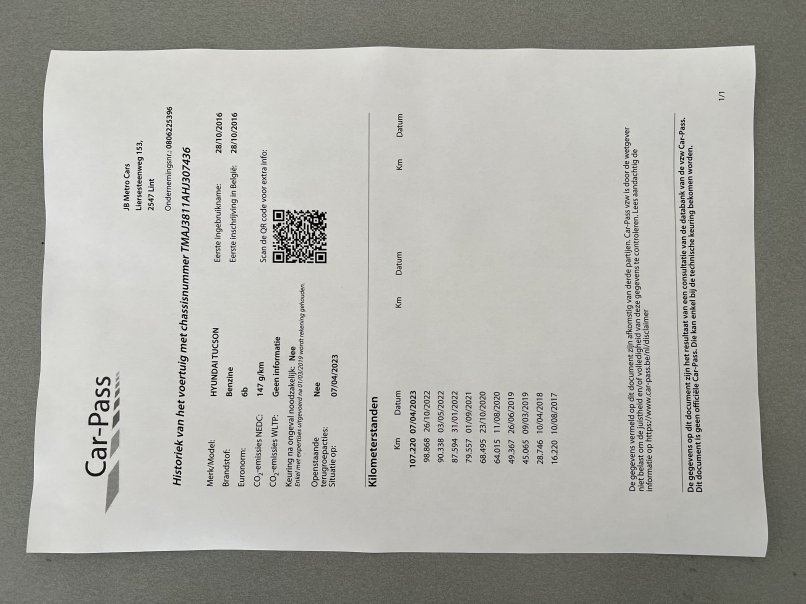 Car-Pass
JB Metro Cars
Liersesteenweg 153,
2547 Lint
Ondernemingsnr.: 0806225396
Historiek van het voertuig met chassisnummer TMAJ3811AHJ307436
Merk/Model: HYUNDAI TUCSON
Eerste ingebruikname: 28/10/2016
Brandstof: Benzine
Eerste inschrijving in België: 28/10/2016
Euronorm: 6b
CO2-emissies NEDC: 147 g/km
Scan de QR code voor extra info:
CO2-emissies WLTP: Geen informatie
Keuring na ongeval noodzakelijk: Nee
Enkel met expertises uitgevoerd na 01/03/2019 wordt rekening gehouden.
Openstaande Nee
terugroepacties:
Situatie op: 07/04/2023
Kilometerstanden
Km Datum Km Datum Km Datum
107.220 07/04/2023
98.868 26/10/2022
90.338 03/05/2022
87.594 31/01/2022
79.557 01/09/2021
68.495 23/10/2020
64.015 11/08/2020
49.367 26/06/2019
45.065 09/03/2019
28.746 10/04/2018
16.220 10/08/2017
De gegevens vermeld op dit document zijn afkomstig van derde partijen. Car-Pass vzw is door de wetgever
niet belast om de juistheid en/of volledigheid van deze gegevens te controleren. Lees aandachtig de
informatie op https://www.car-pass.be/nl/disclaimer
De gegevens op dit document zijn het resultaat van een consultatie van de databank van de vzw Car-Pass.
Dit document is geen officiële Car-Pass. Die kan enkel bij de technische keuring bekomen worden.
1/1